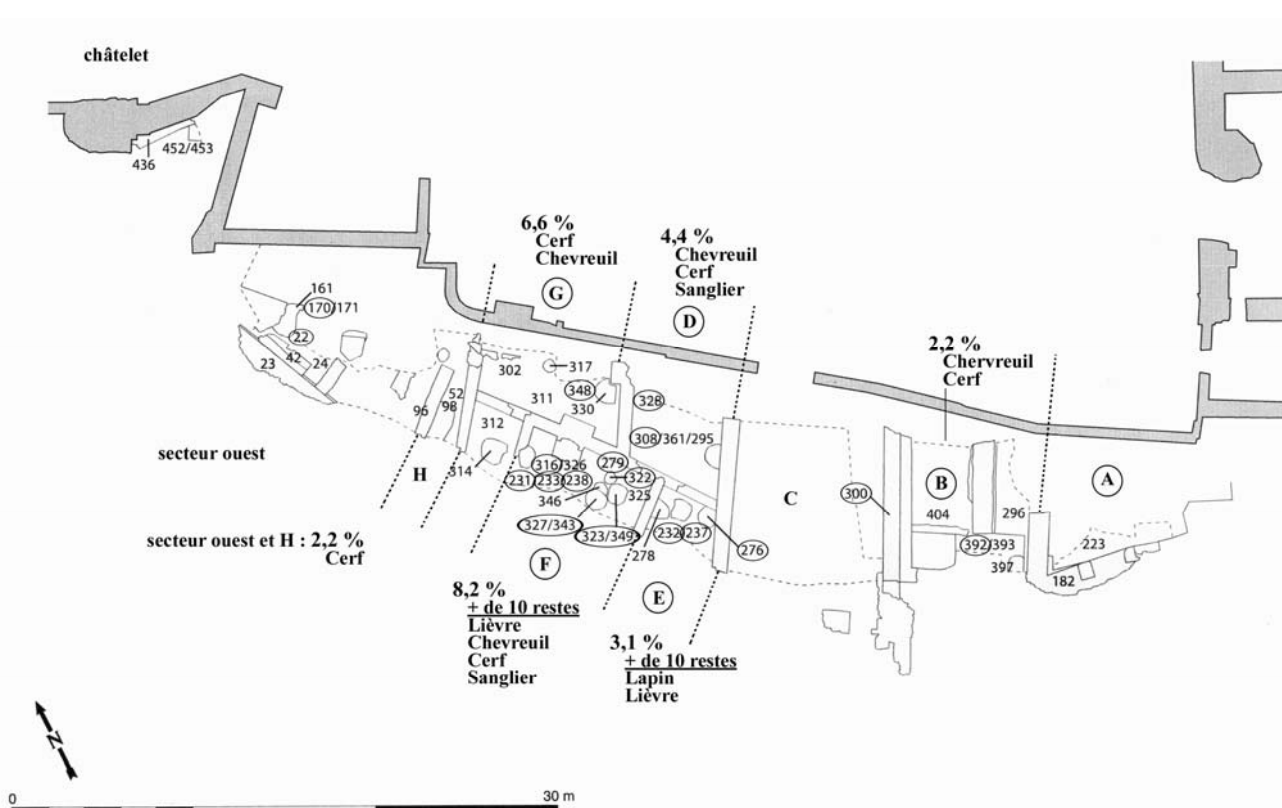 châtelet
452/453
436
6,6 %
Cerf
Chevreuil
G
4,4 %
Chevreuil
Cerf
Sanglier
D
161
170/171
22
23
42
24
302
317
348
330
311
328
2,2 %
Chervreuil
Cerf
96
98
52
312
314
308/361/295
secteur ouest
H
316/326
279
231
233
238
322
346
325
327/343
323/349
278
232/237
276
C
300
B
404
296
A
392/393
397
223
182
secteur ouest et H : 2,2 %
Cerf
F
E
8,2 %
+ de 10 restes
Lièvre
Chevreuil
Cerf
Sanglier
3,1 %
+ de 10 restes
Lapin
Lièvre
N
0
30 m